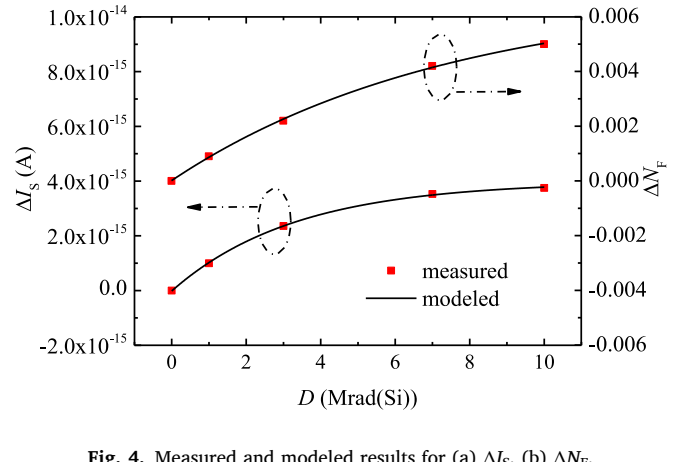 1.0x10⁻¹⁴
8.0x10⁻¹⁵
6.0x10⁻¹⁵
4.0x10⁻¹⁵
2.0x10⁻¹⁵
0.0
-2.0x10⁻¹⁵
ΔI_S (A)
0.006
0.004
0.002
0.000
-0.002
-0.004
-0.006
ΔN_F
measured
modeled
0 2 4 6 8 10
D (Mrad(Si))
Fig. 4. Measured and modeled results for (a) ΔI_S, (b) ΔN_F.